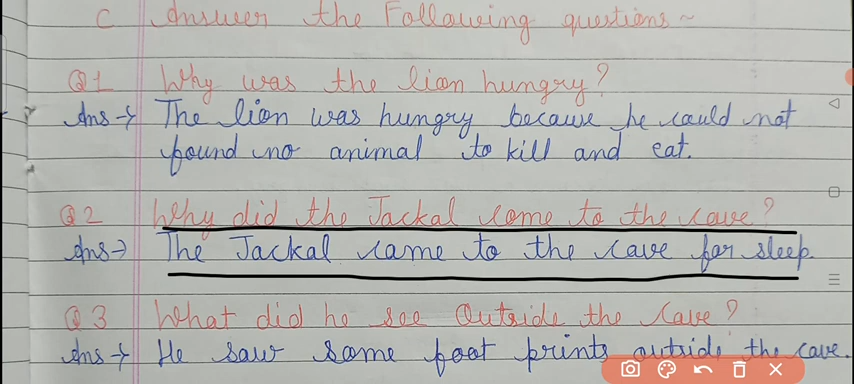 C Answer the Following questions ~
Q1 Why was the lion hungry?
Ans → The lion was hungry because he could not
found no animal to kill and eat.
Q2 Why did the Jackal come to the cave?
Ans → The Jackal came to the cave for sleep.
Q3 What did he see Outside the Cave?
Ans → He saw some foot prints outside the cave.